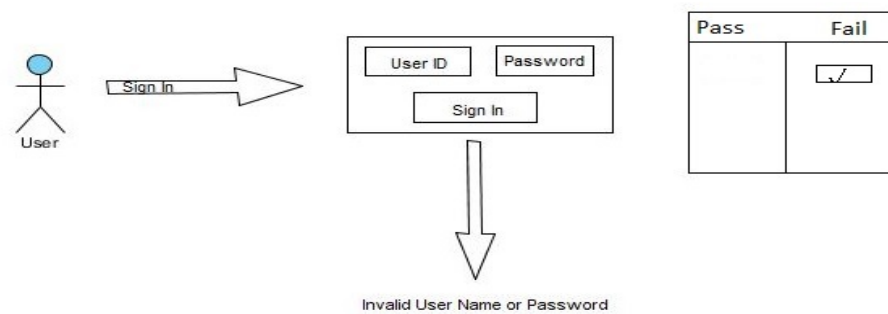 Pass Fail
Sign In
User ID Password
Sign In
User
Invalid User Name or Password